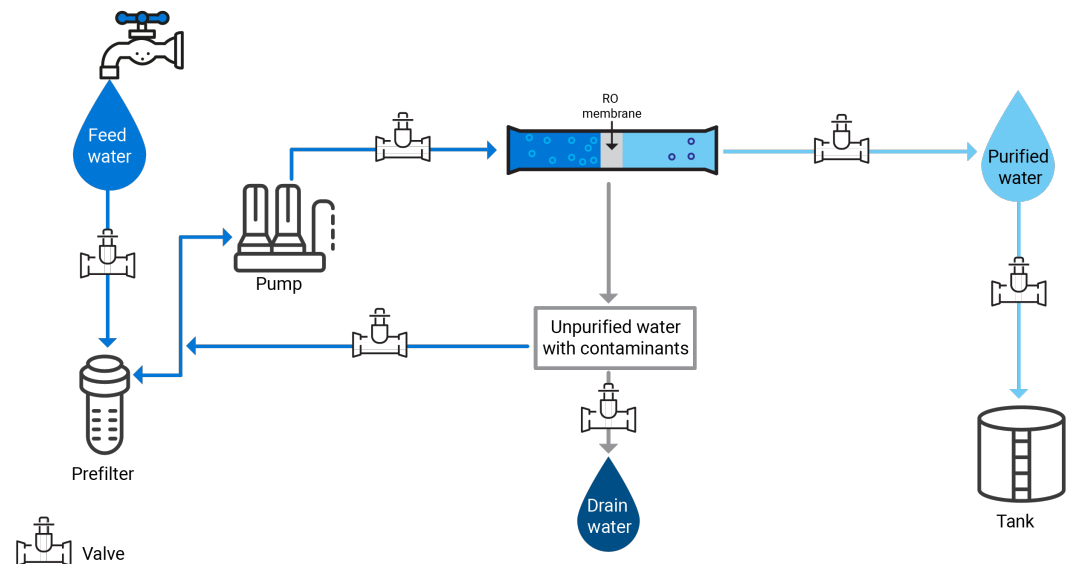 Feed
water
RO
membrane
Purified
water
Pump
Unpurified water
with contaminants
Prefilter
Drain
water
Tank
Valve